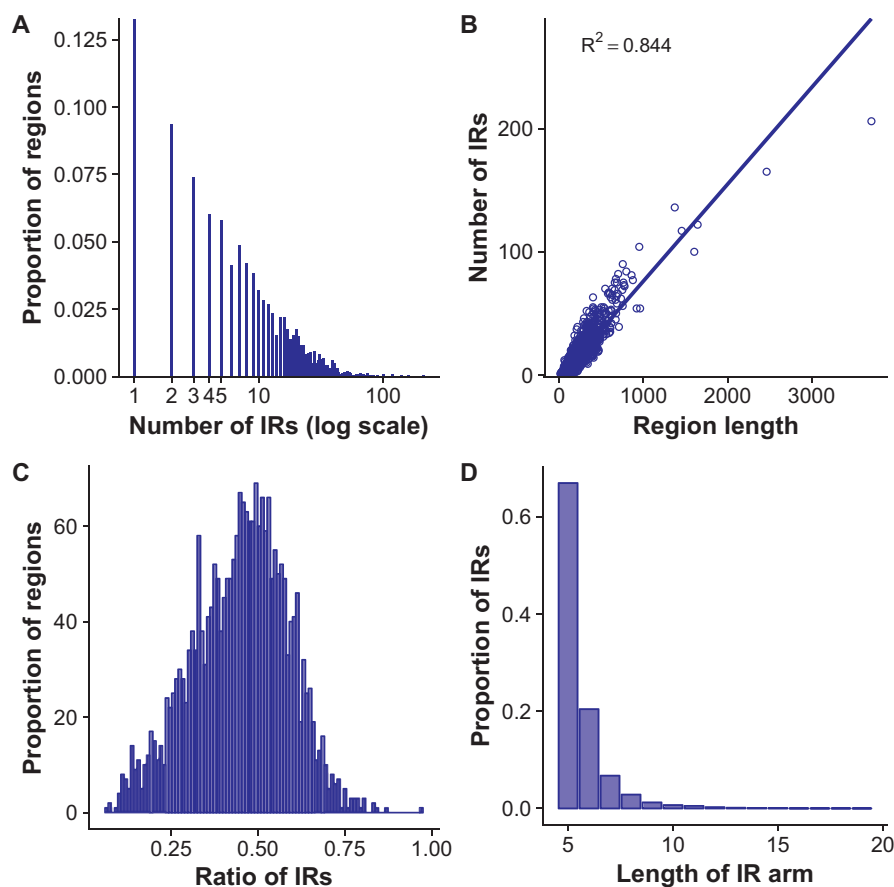 A
Proportion of regions
0.125
0.100
0.075
0.050
0.025
0.000
1 2 3 4 5 10 100
Number of IRs (log scale)
B
R² = 0.844
Number of IRs
200
100
0
0 1000 2000 3000
Region length
C
Proportion of regions
60
40
20
0
0.25 0.50 0.75 1.00
Ratio of IRs
D
Proportion of IRs
0.6
0.4
0.2
0.0
5 10 15 20
Length of IR arm